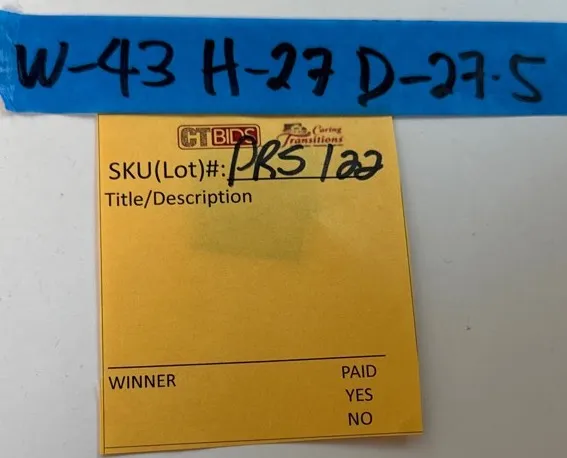 W-43 H-27 D-27.5
CTBIDS Caring Transitions
SKU(Lot)#: PRS 122
Title/Description
WINNER PAID
YES
NO